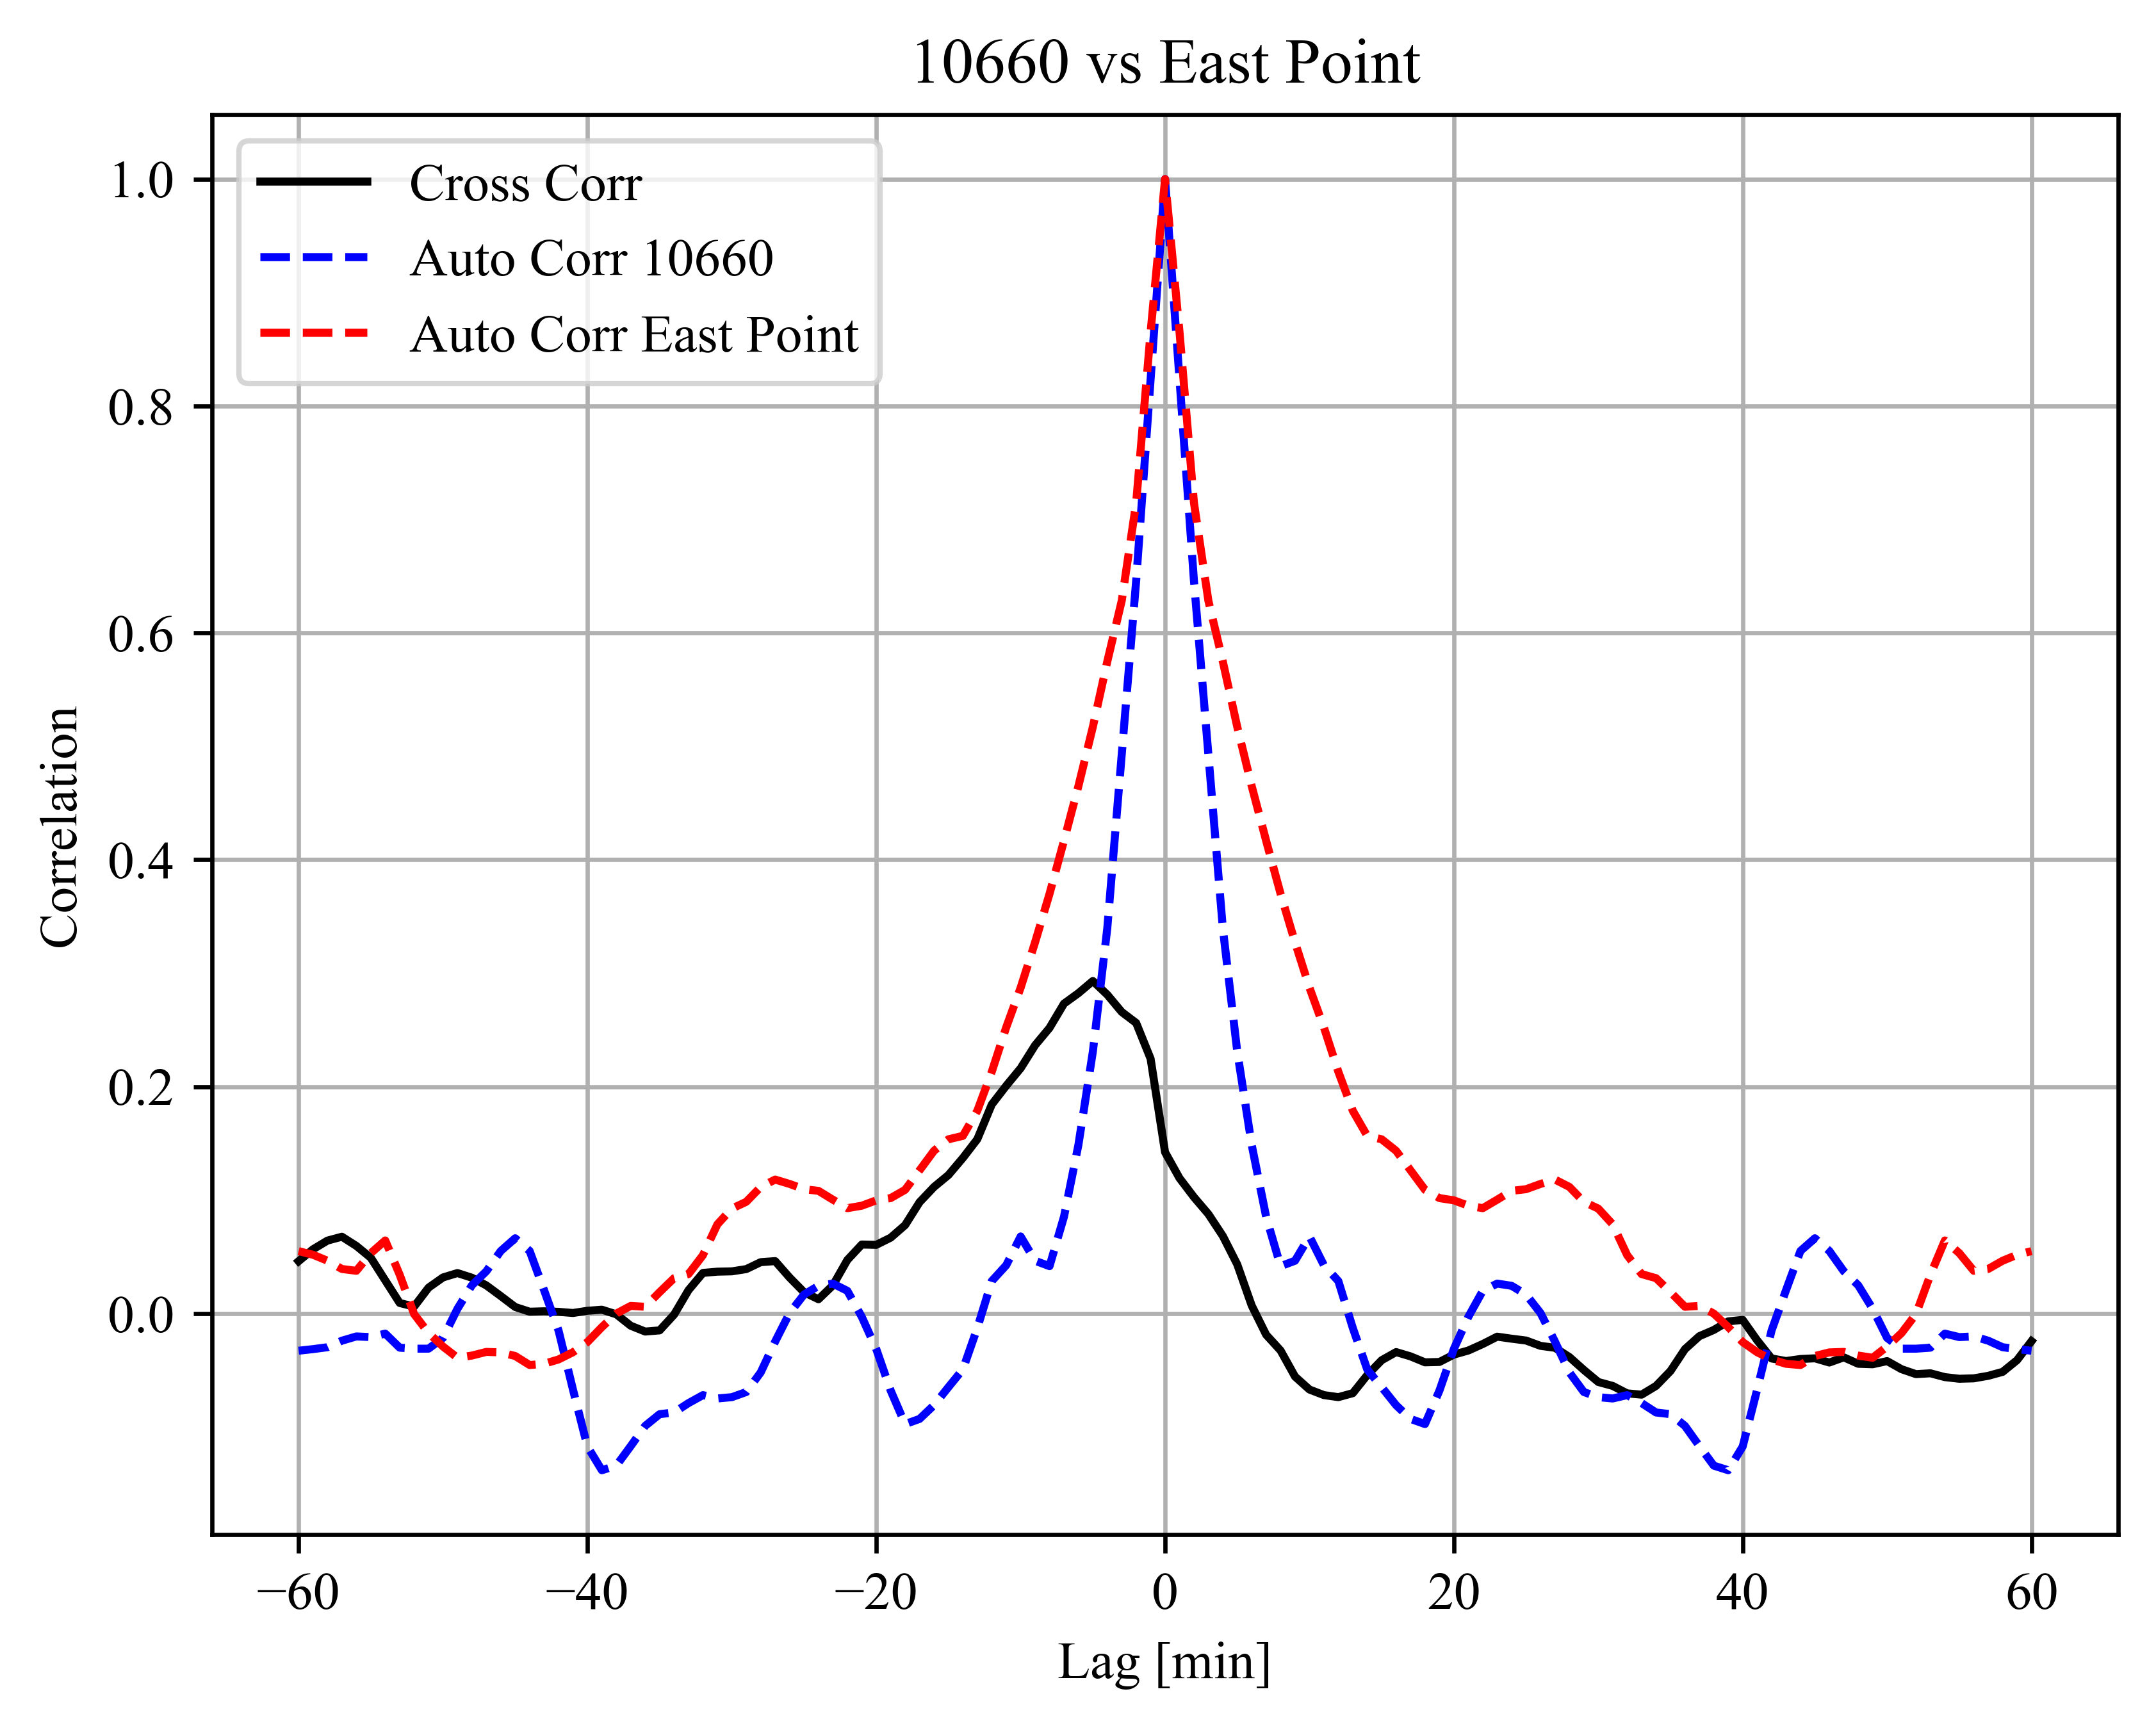 10660 vs East Point
Cross Corr
Auto Corr 10660
Auto Corr East Point
1.0
0.8
0.6
0.4
0.2
0.0
Correlation
−60
−40
−20
0
20
40
60
Lag [min]